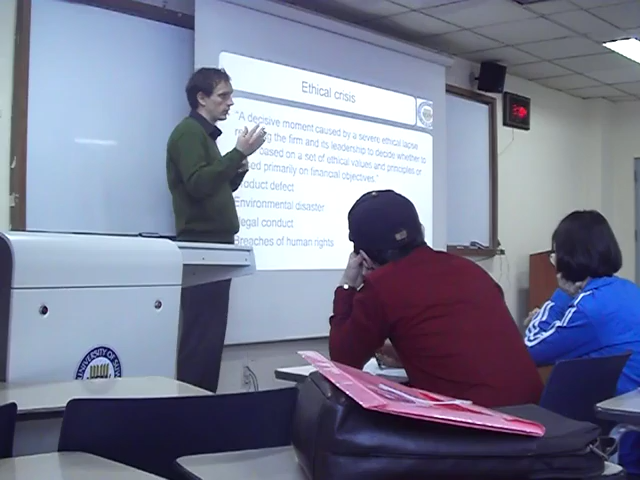 Ethical crisis
"A decisive moment caused by a severe ethical lapse
the firm and its leadership to decide whether to
based on a set of ethical values and principles or
primarily on financial objectives."
roduct defect
Environmental disaster
legal conduct
Breaches of human rights
UNIVERSITY OF